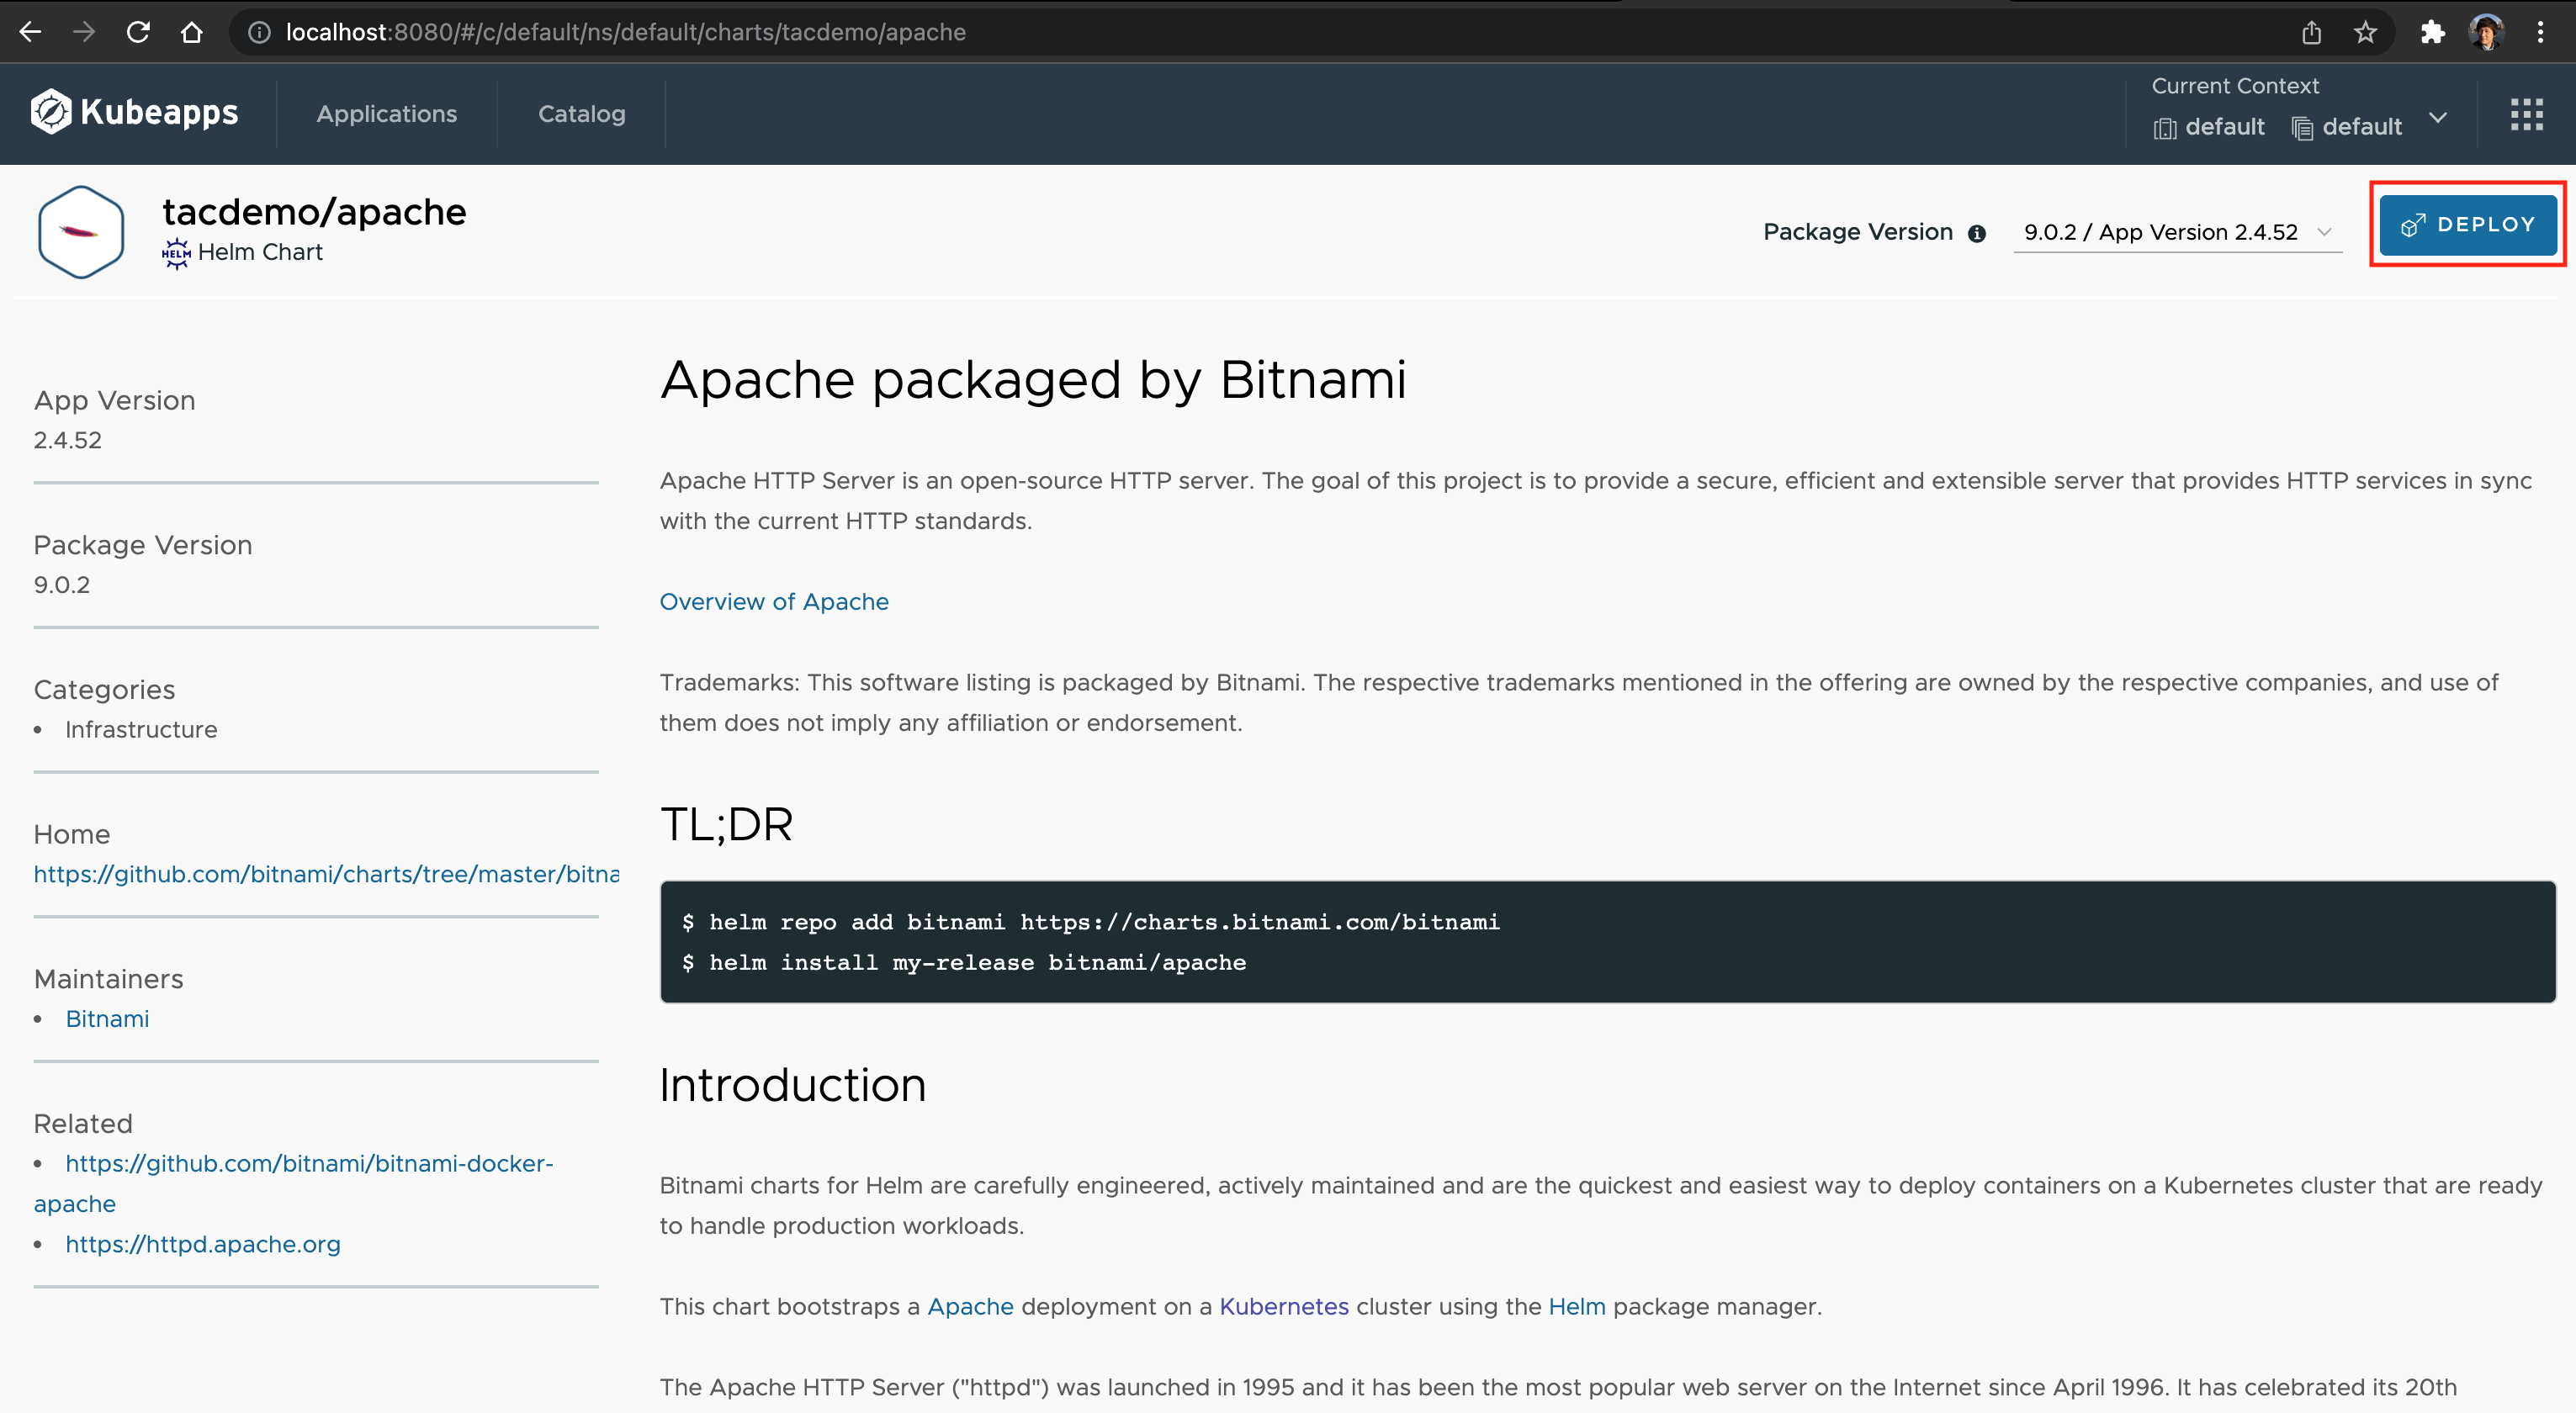 localhost:8080/#/c/default/ns/default/charts/tacdemo/apache
Kubeapps
Applications
Catalog
Current Context
default
default
tacdemo/apache
HELM Helm Chart
Package Version
9.0.2 / App Version 2.4.52
DEPLOY
App Version
2.4.52
Package Version
9.0.2
Categories
• Infrastructure
Home
https://github.com/bitnami/charts/tree/master/bitna
Maintainers
• Bitnami
Related
• https://github.com/bitnami/bitnami-docker-
apache
• https://httpd.apache.org
Apache packaged by Bitnami
Apache HTTP Server is an open-source HTTP server. The goal of this project is to provide a secure, efficient and extensible server that provides HTTP services in sync
with the current HTTP standards.
Overview of Apache
Trademarks: This software listing is packaged by Bitnami. The respective trademarks mentioned in the offering are owned by the respective companies, and use of
them does not imply any affiliation or endorsement.
TL;DR
$ helm repo add bitnami https://charts.bitnami.com/bitnami
$ helm install my-release bitnami/apache
Introduction
Bitnami charts for Helm are carefully engineered, actively maintained and are the quickest and easiest way to deploy containers on a Kubernetes cluster that are ready
to handle production workloads.
This chart bootstraps a Apache deployment on a Kubernetes cluster using the Helm package manager.
The Apache HTTP Server ("httpd") was launched in 1995 and it has been the most popular web server on the Internet since April 1996. It has celebrated its 20th